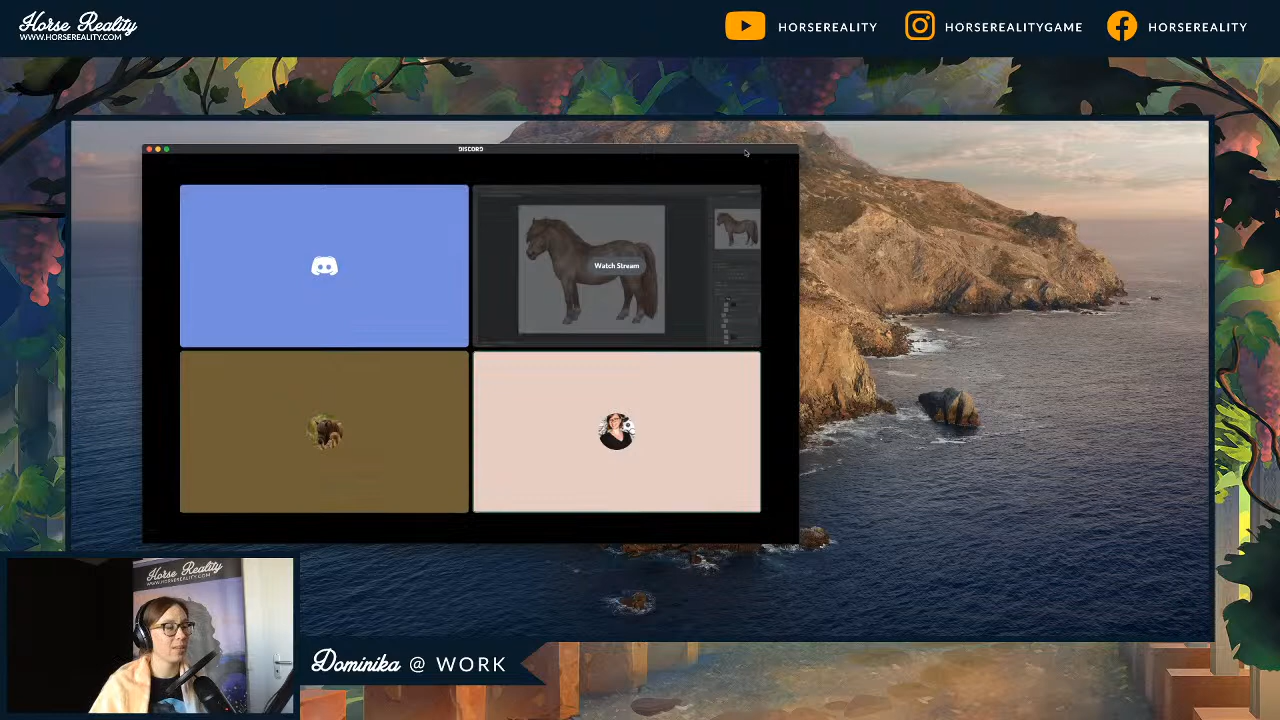 Horse Reality
WWW.HORSEREALITY.COM
HORSEREALITY
HORSEREALITYGAME
HORSEREALITY
DISCORD
Watch Stream
Horse Reality
WWW.HORSEREALITY.COM
Dominika @ WORK